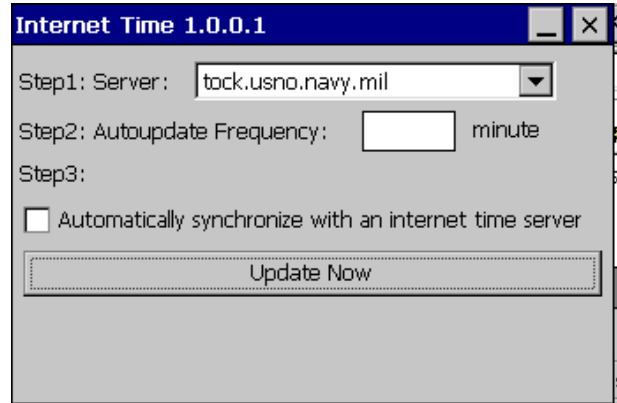 Internet Time 1.0.0.1
Step1: Server: tock.usno.navy.mil
Step2: Autoupdate Frequency: minute
Step3:
Automatically synchronize with an internet time server
Update Now